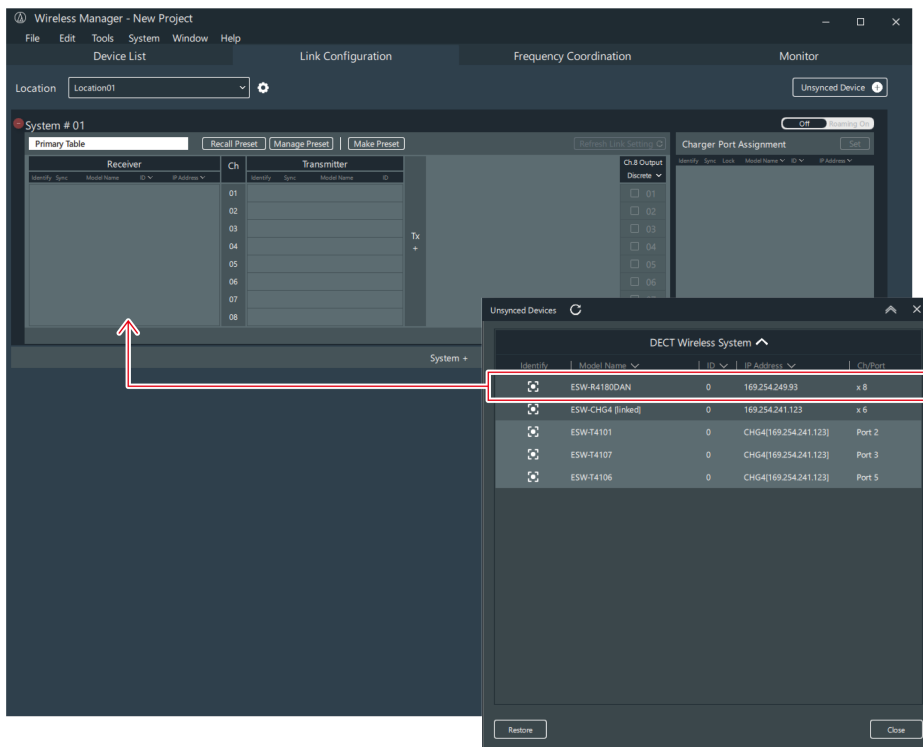 Wireless Manager - New Project
File Edit Tools System Window Help
Device List Link Configuration Frequency Coordination Monitor
Location Location01 Unsynced Device
System # 01 Off Roaming On
Primary Table Recall Preset Manage Preset Make Preset Refresh Link Setting Charger Port Assignment Set
Receiver Ch Transmitter Ch.8 Output
Identify Sync Model Name ID IP Address Identify Sync Model Name ID Discrete Identify Sync Lock Model Name ID IP Address
01 01
02 02
03 03
Tx
04 + 04
05 05
06 06
07
08
System +
Unsynced Devices
DECT Wireless System
Identify Model Name ID IP Address Ch/Port
ESW-R4180DAN 0 169.254.249.93 x 8
ESW-CHG4 [linked] 0 169.254.241.123 x 6
ESW-T4101 0 CHG4[169.254.241.123] Port 2
ESW-T4107 0 CHG4[169.254.241.123] Port 3
ESW-T4106 0 CHG4[169.254.241.123] Port 5
Restore Close